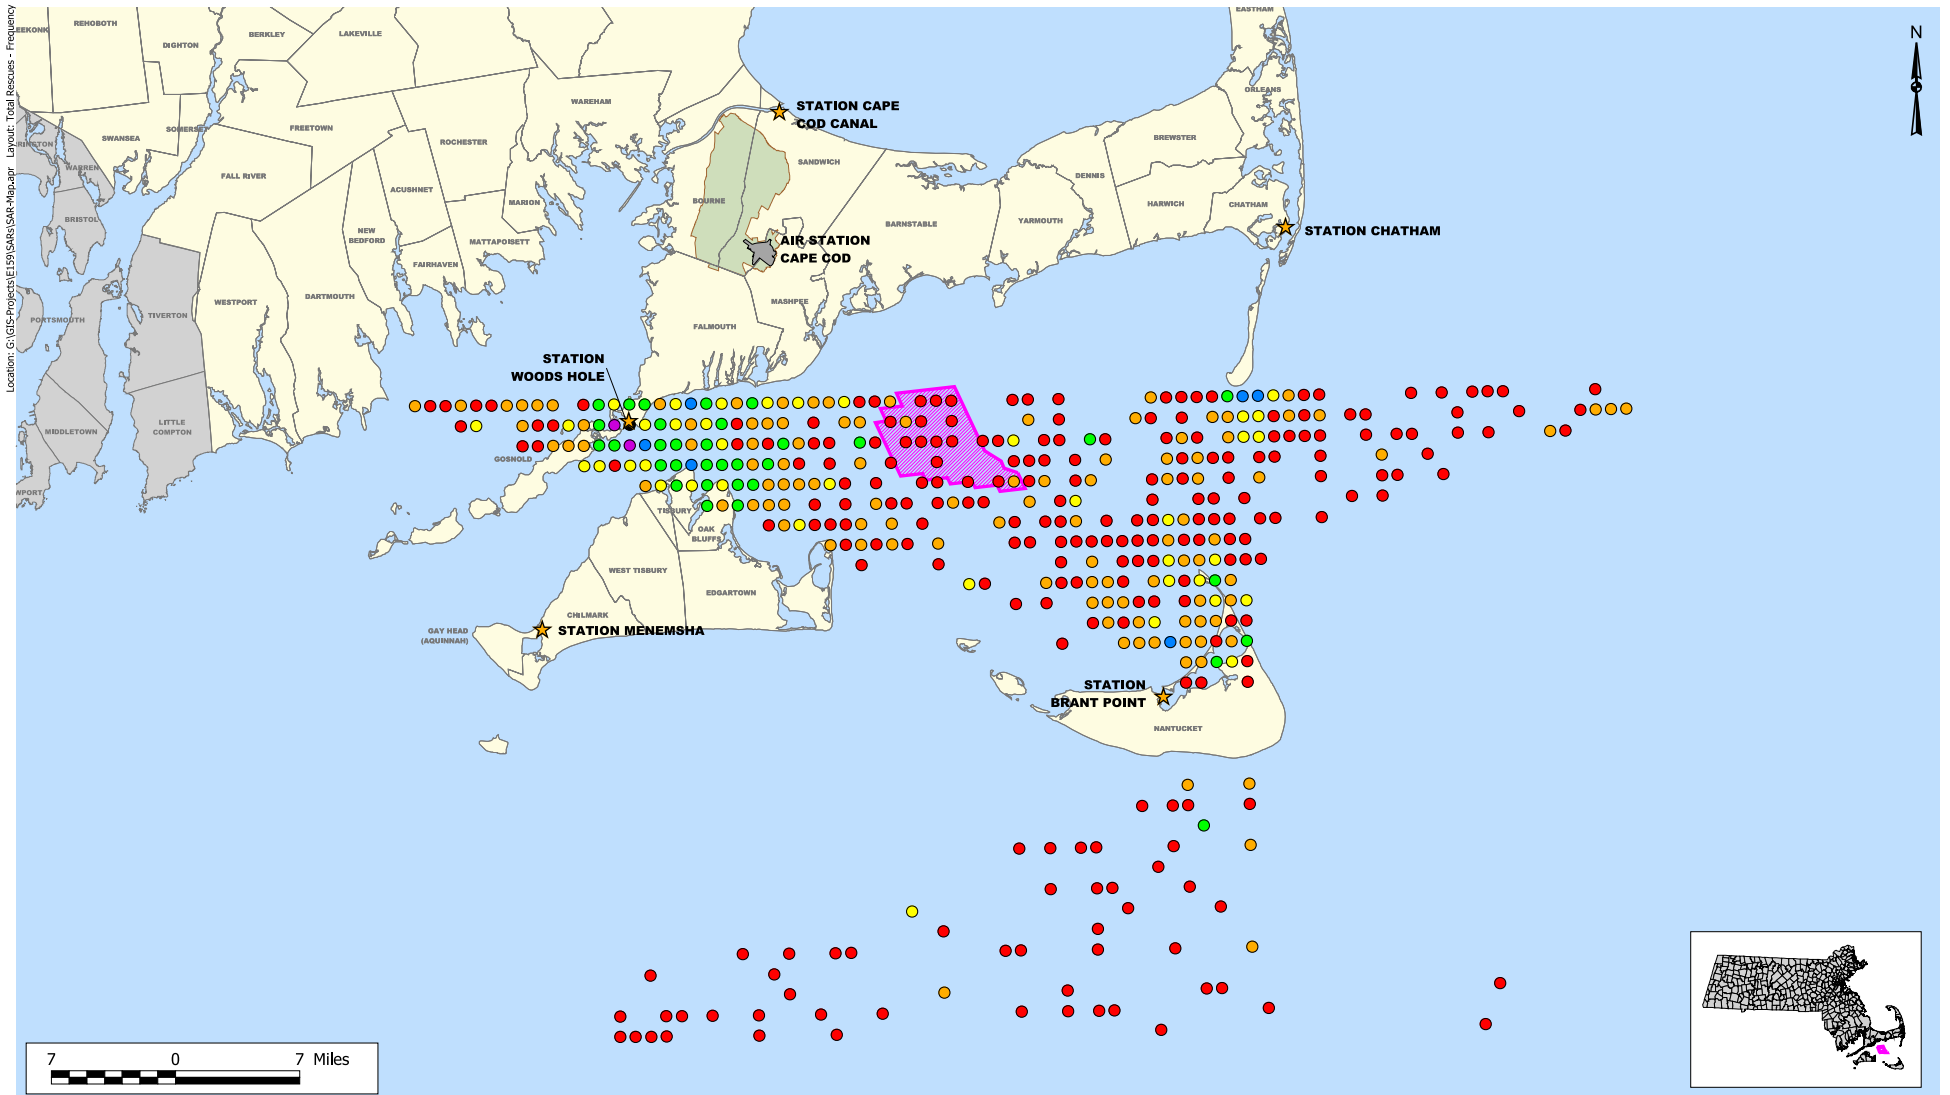 Location: G:\GIS-Projects\E159\SARs\SAR-Map.apr   Layout: Total Rescues - Frequency
EEKONK
REHOBOTH
DIGHTON
BERKLEY
LAKEVILLE
EASTHAM
N
SWANSEA
SOMERSET
FREETOWN
WAREHAM
ORLEANS
STATION CAPE
COD CANAL
ROCHESTER
BREWSTER
RINGTON
WARREN
FALL RIVER
ACUSHNET
SANDWICH
DENNIS
BRISTOL
MARION
BOURNE
HARWICH
CHATHAM
NEW
BEDFORD
MATTAPOISETT
BARNSTABLE
YARMOUTH
STATION CHATHAM
AIR STATION
CAPE COD
FAIRHAVEN
WESTPORT
DARTMOUTH
MASHPEE
PORTSMOUTH
TIVERTON
FALMOUTH
STATION
WOODS HOLE
MIDDLETOWN
LITTLE
COMPTON
GOSNOLD
WPORT
TISBURY
OAK
BLUFFS
WEST TISBURY
EDGARTOWN
CHILMARK
GAY HEAD
(AQUINNAH)
STATION MENEMSHA
STATION
BRANT POINT
NANTUCKET
7 0 7 Miles